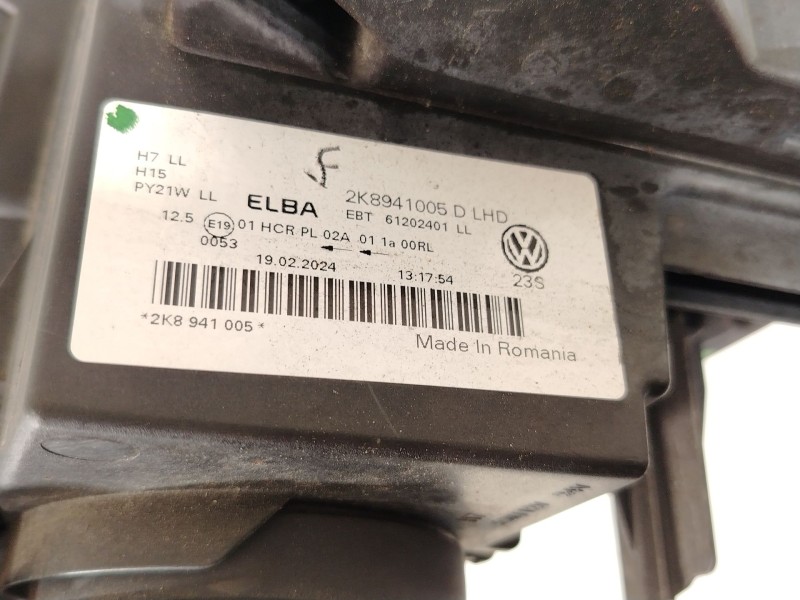 H7 LL
H15
PY21W LL
F
ELBA
2K8941005 D LHD
EBT 61202401 LL
12.5 E19 01 HCR PL 02A 01 1a 00RL
0053
19.02.2024 13:17:54
23S
*2K8 941 005*
Made In Romania